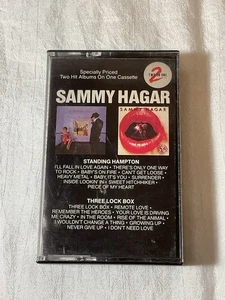 Specially Priced
Two Hit Albums On One Cassette
2
SAMMY HAGAR
SAMMY HAGAR
STANDING HAMPTON
I'LL FALL IN LOVE AGAIN • THERE'S ONLY ONE WAY
TO ROCK • BABY'S ON FIRE • CAN'T GET LOOSE •
HEAVY METAL • BABY, IT'S YOU • SURRENDER •
INSIDE LOOKIN' IN • SWEET HITCHHIKER •
PIECE OF MY HEART
THREE LOCK BOX
THREE LOCK BOX • REMOTE LOVE •
REMEMBER THE HEROES • YOUR LOVE IS DRIVING
ME CRAZY • IN THE ROOM • RISE OF THE ANIMAL •
I WOULDN'T CHANGE A THING • GROWING UP •
NEVER GIVE UP • I DON'T NEED LOVE